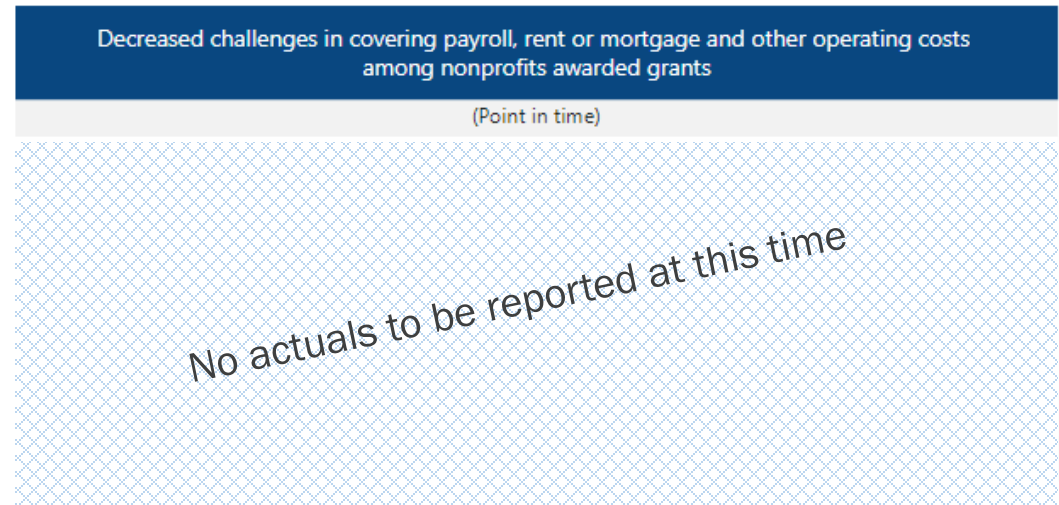 Decreased challenges in covering payroll, rent or mortgage and other operating costs
among nonprofits awarded grants
(Point in time)
No actuals to be reported at this time